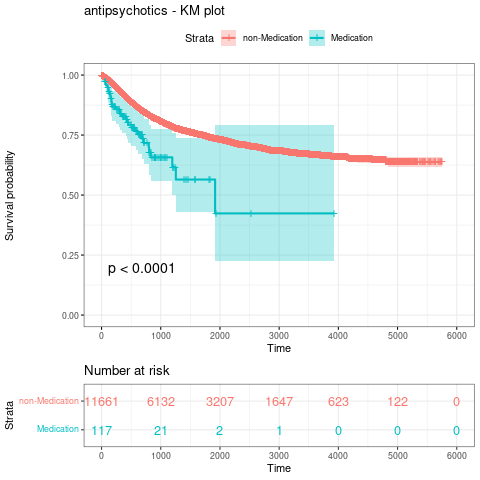 antipsychotics - KM plot
Strata non-Medication Medication
Survival probability
1.00
0.75
0.50
0.25
0.00
p < 0.0001
0 1000 2000 3000 4000 5000 6000
Time
Number at risk
Strata
non-Medication 11661 6132 3207 1647 623 122 0
Medication 117 21 2 1 0 0 0
0 1000 2000 3000 4000 5000 6000
Time